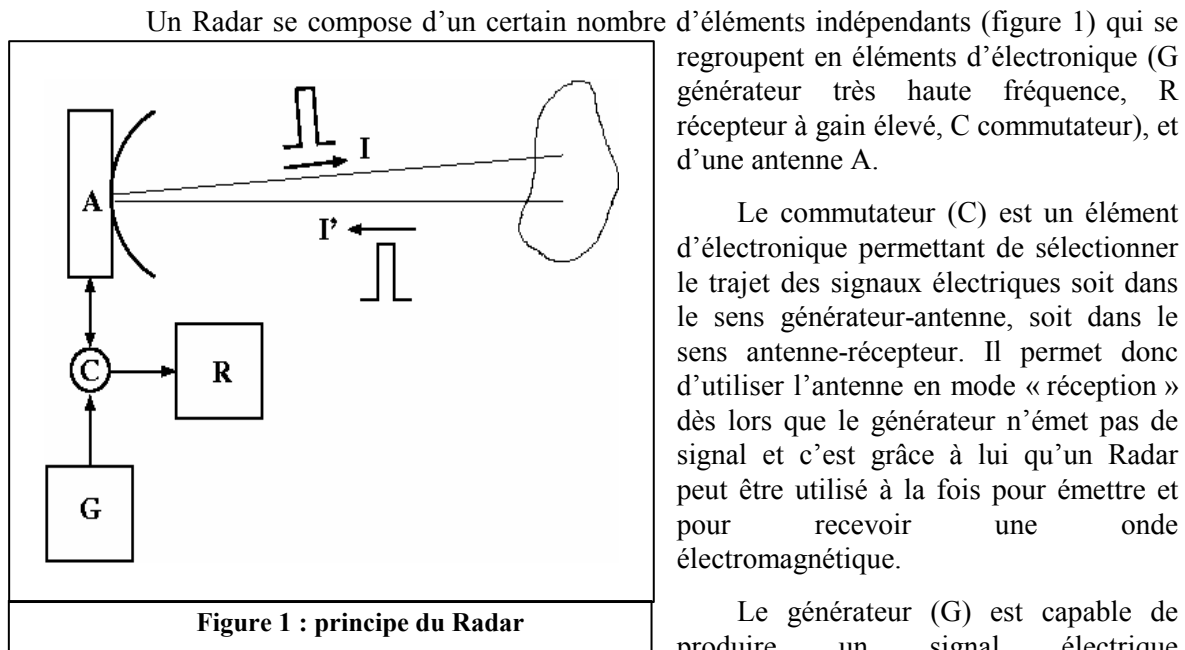 Un Radar se compose d’un certain nombre d’éléments indépendants (figure 1) qui se
regroupent en éléments d’électronique (G
générateur très haute fréquence, R
récepteur à gain élevé, C commutateur), et
d’une antenne A.
Le commutateur (C) est un élément
d’électronique permettant de sélectionner
le trajet des signaux électriques soit dans
le sens générateur-antenne, soit dans le
sens antenne-récepteur. Il permet donc
d’utiliser l’antenne en mode « réception »
dès lors que le générateur n’émet pas de
signal et c’est grâce à lui qu’un Radar
peut être utilisé à la fois pour émettre et
pour recevoir une onde
électromagnétique.
Le générateur (G) est capable de
produire un signal électrique
I
A
I’
C
R
G
Figure 1 : principe du Radar